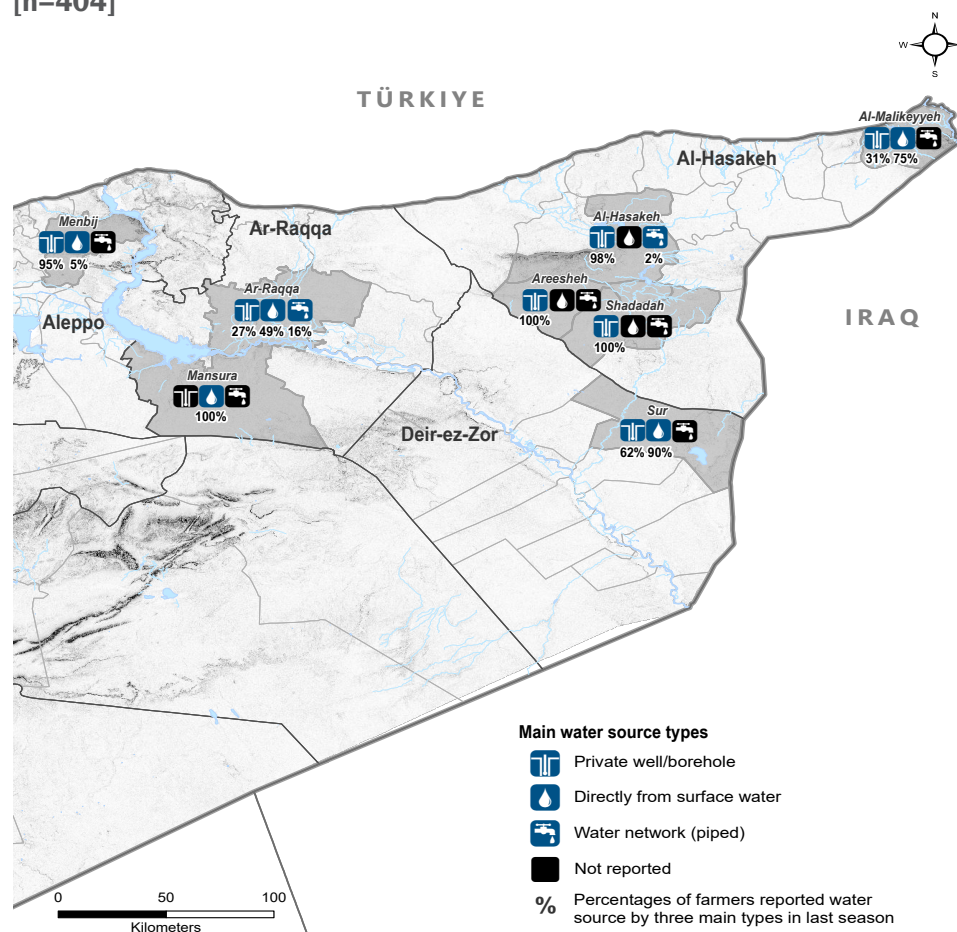 [n=404]
N
W
S
TÜRKIYE
Al-Malikeyyeh
31% 75%
Al-Hasakeh
Menbij
95% 5%
Ar-Raqqa
Al-Hasakeh
98% 2%
Ar-Raqqa
27% 49% 16%
Areesheh
100%
Shadadah
100%
IRAQ
Aleppo
Mansura
100%
Sur
62% 90%
Deir-ez-Zor
Main water source types
Private well/borehole
Directly from surface water
Water network (piped)
Not reported
% Percentages of farmers reported water
source by three main types in last season
0 50 100
Kilometers